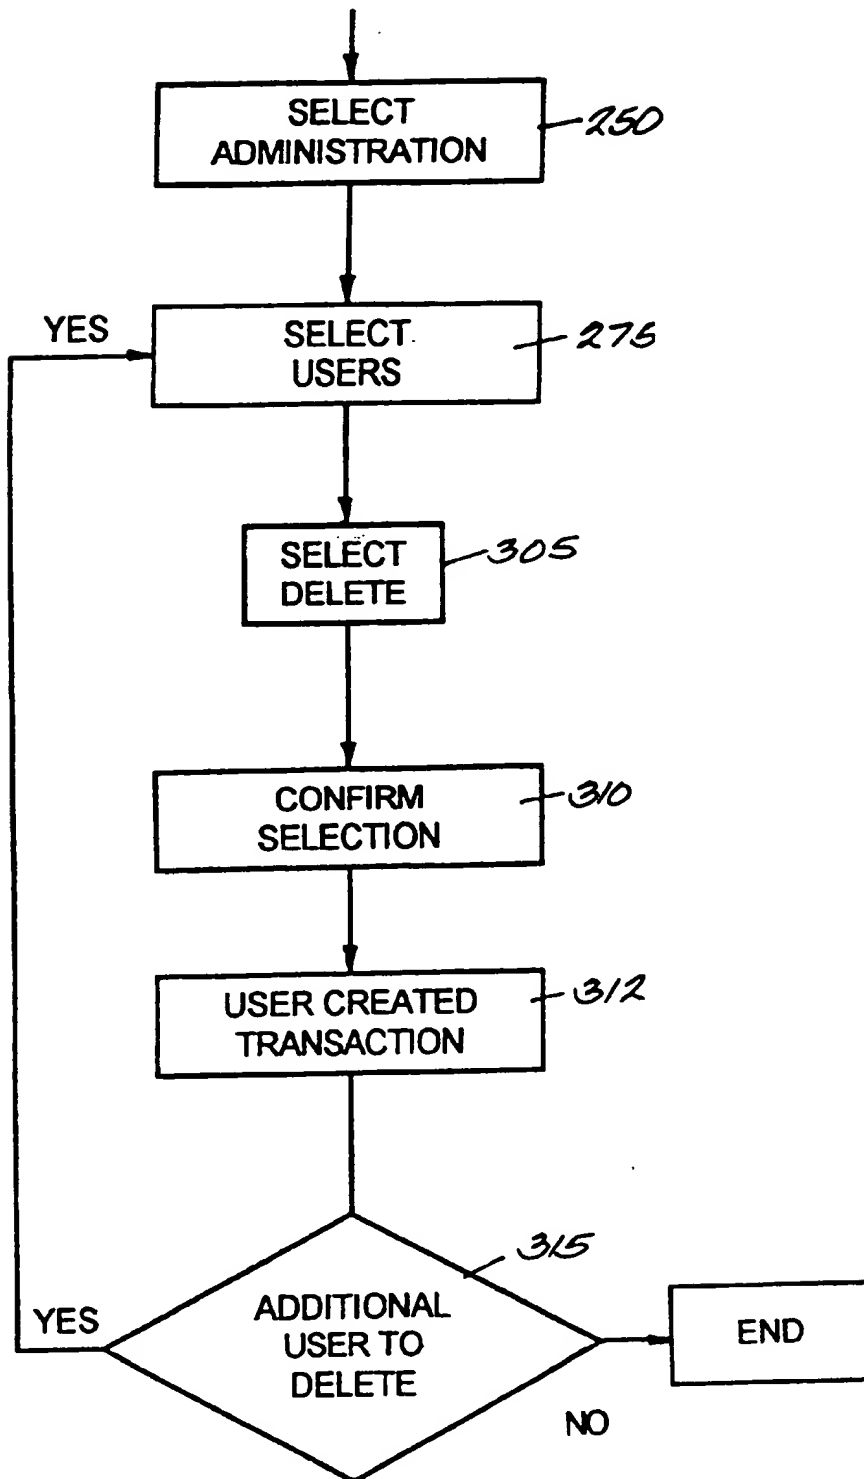 SELECT
ADMINISTRATION
250
YES
SELECT
USERS
275
SELECT
DELETE
305
CONFIRM
SELECTION
310
USER CREATED
TRANSACTION
312
315
YES
ADDITIONAL
USER TO
DELETE
END
NO